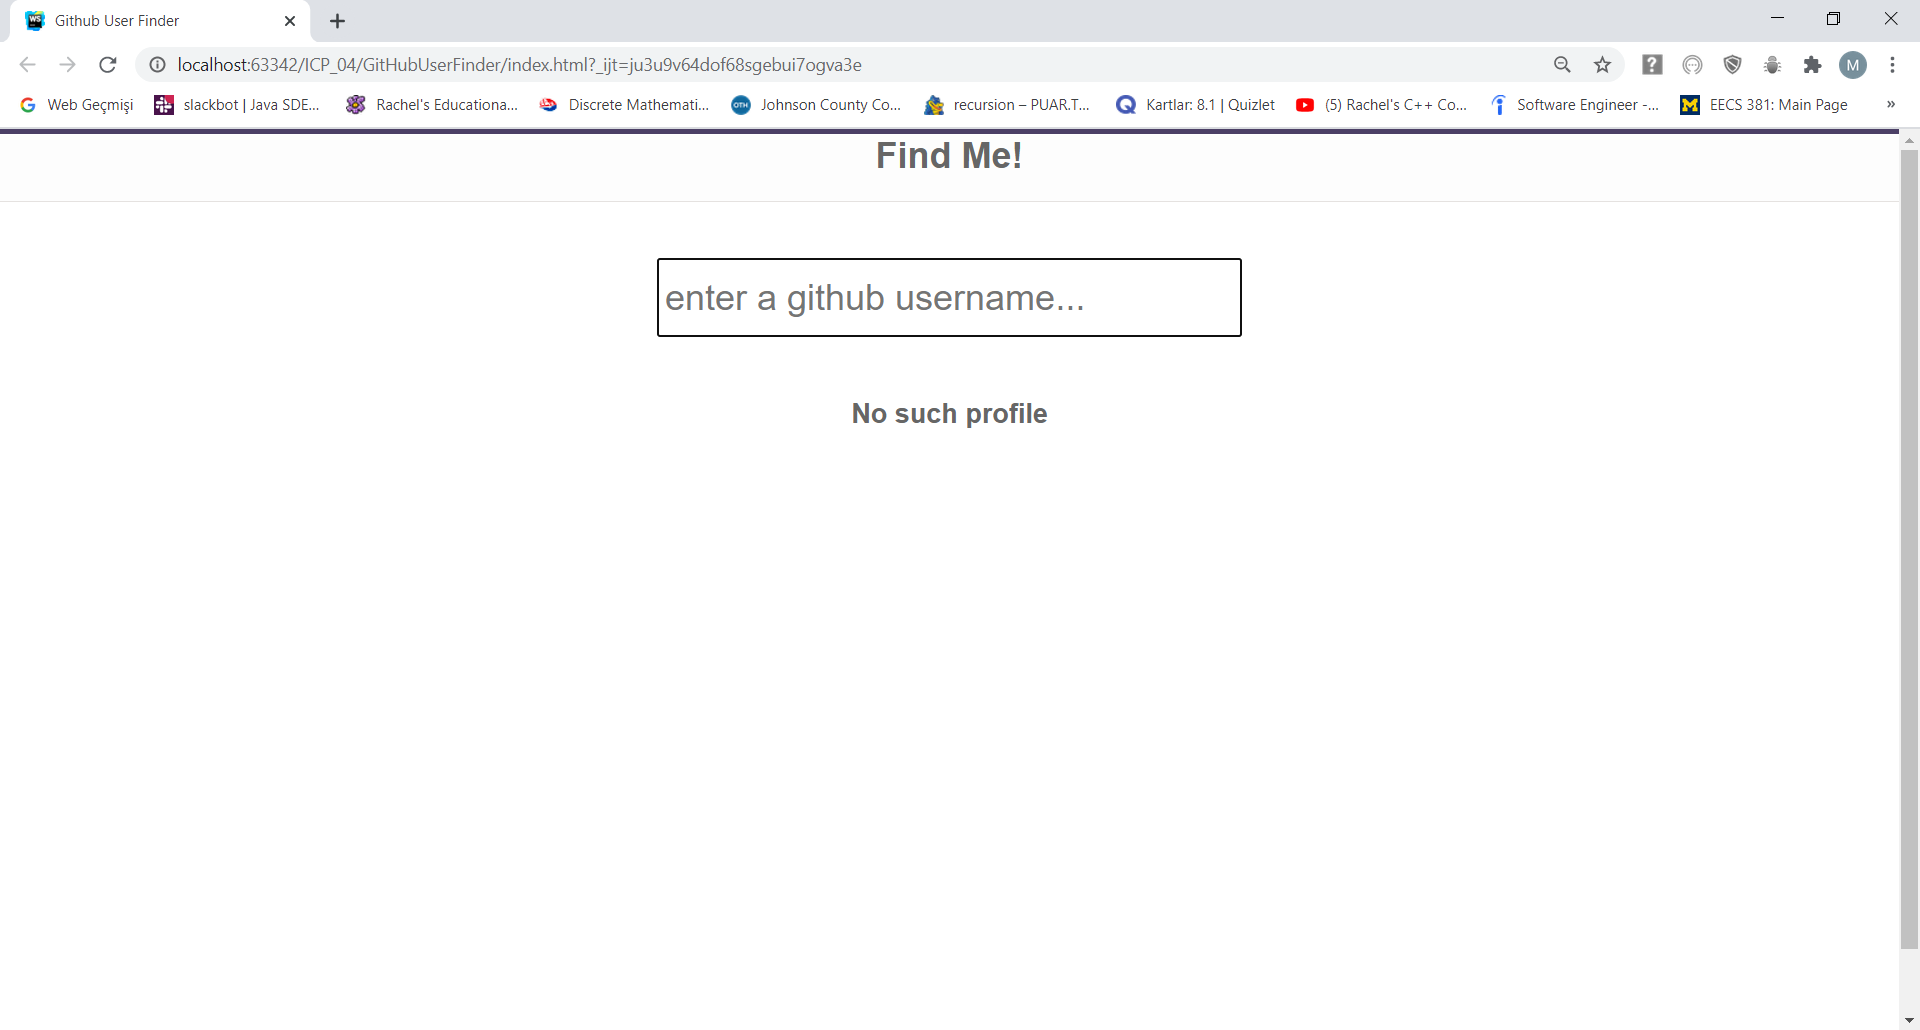 Github User Finder
localhost:63342/ICP_04/GitHubUserFinder/index.html?_ijt=ju3u9v64dof68sgebui7ogva3e
M
Web Geçmişi slackbot | Java SDE... Rachel's Educationa... Discrete Mathemati... OTH Johnson County Co... recursion – PUAR.T... Kartlar: 8.1 | Quizlet (5) Rachel's C++ Co... Software Engineer -... EECS 381: Main Page »
Find Me!
enter a github username...
No such profile